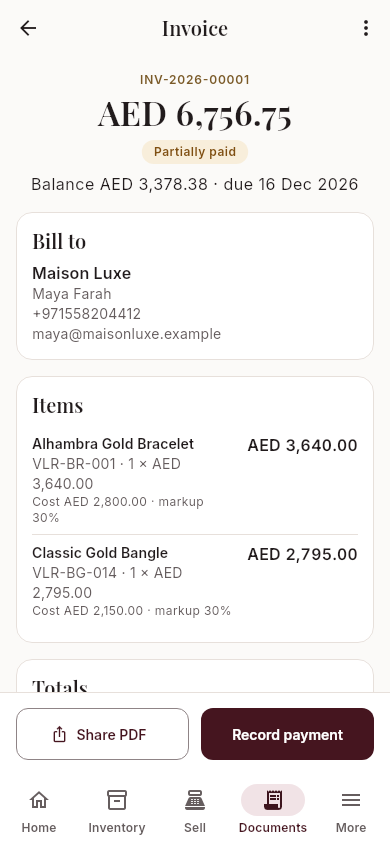 Invoice
INV-2026-00001
AED 6,756.75
Partially paid
Balance AED 3,378.38 · due 16 Dec 2026
Bill to
Maison Luxe
Maya Farah
+971558204412
maya@maisonluxe.example
Items
Alhambra Gold Bracelet
AED 3,640.00
VLR-BR-001 · 1 × AED
3,640.00
Cost AED 2,800.00 · markup
30%
Classic Gold Bangle
AED 2,795.00
VLR-BG-014 · 1 × AED
2,795.00
Cost AED 2,150.00 · markup 30%
Totals
Share PDF
Record payment
Home
Inventory
Sell
Documents
More